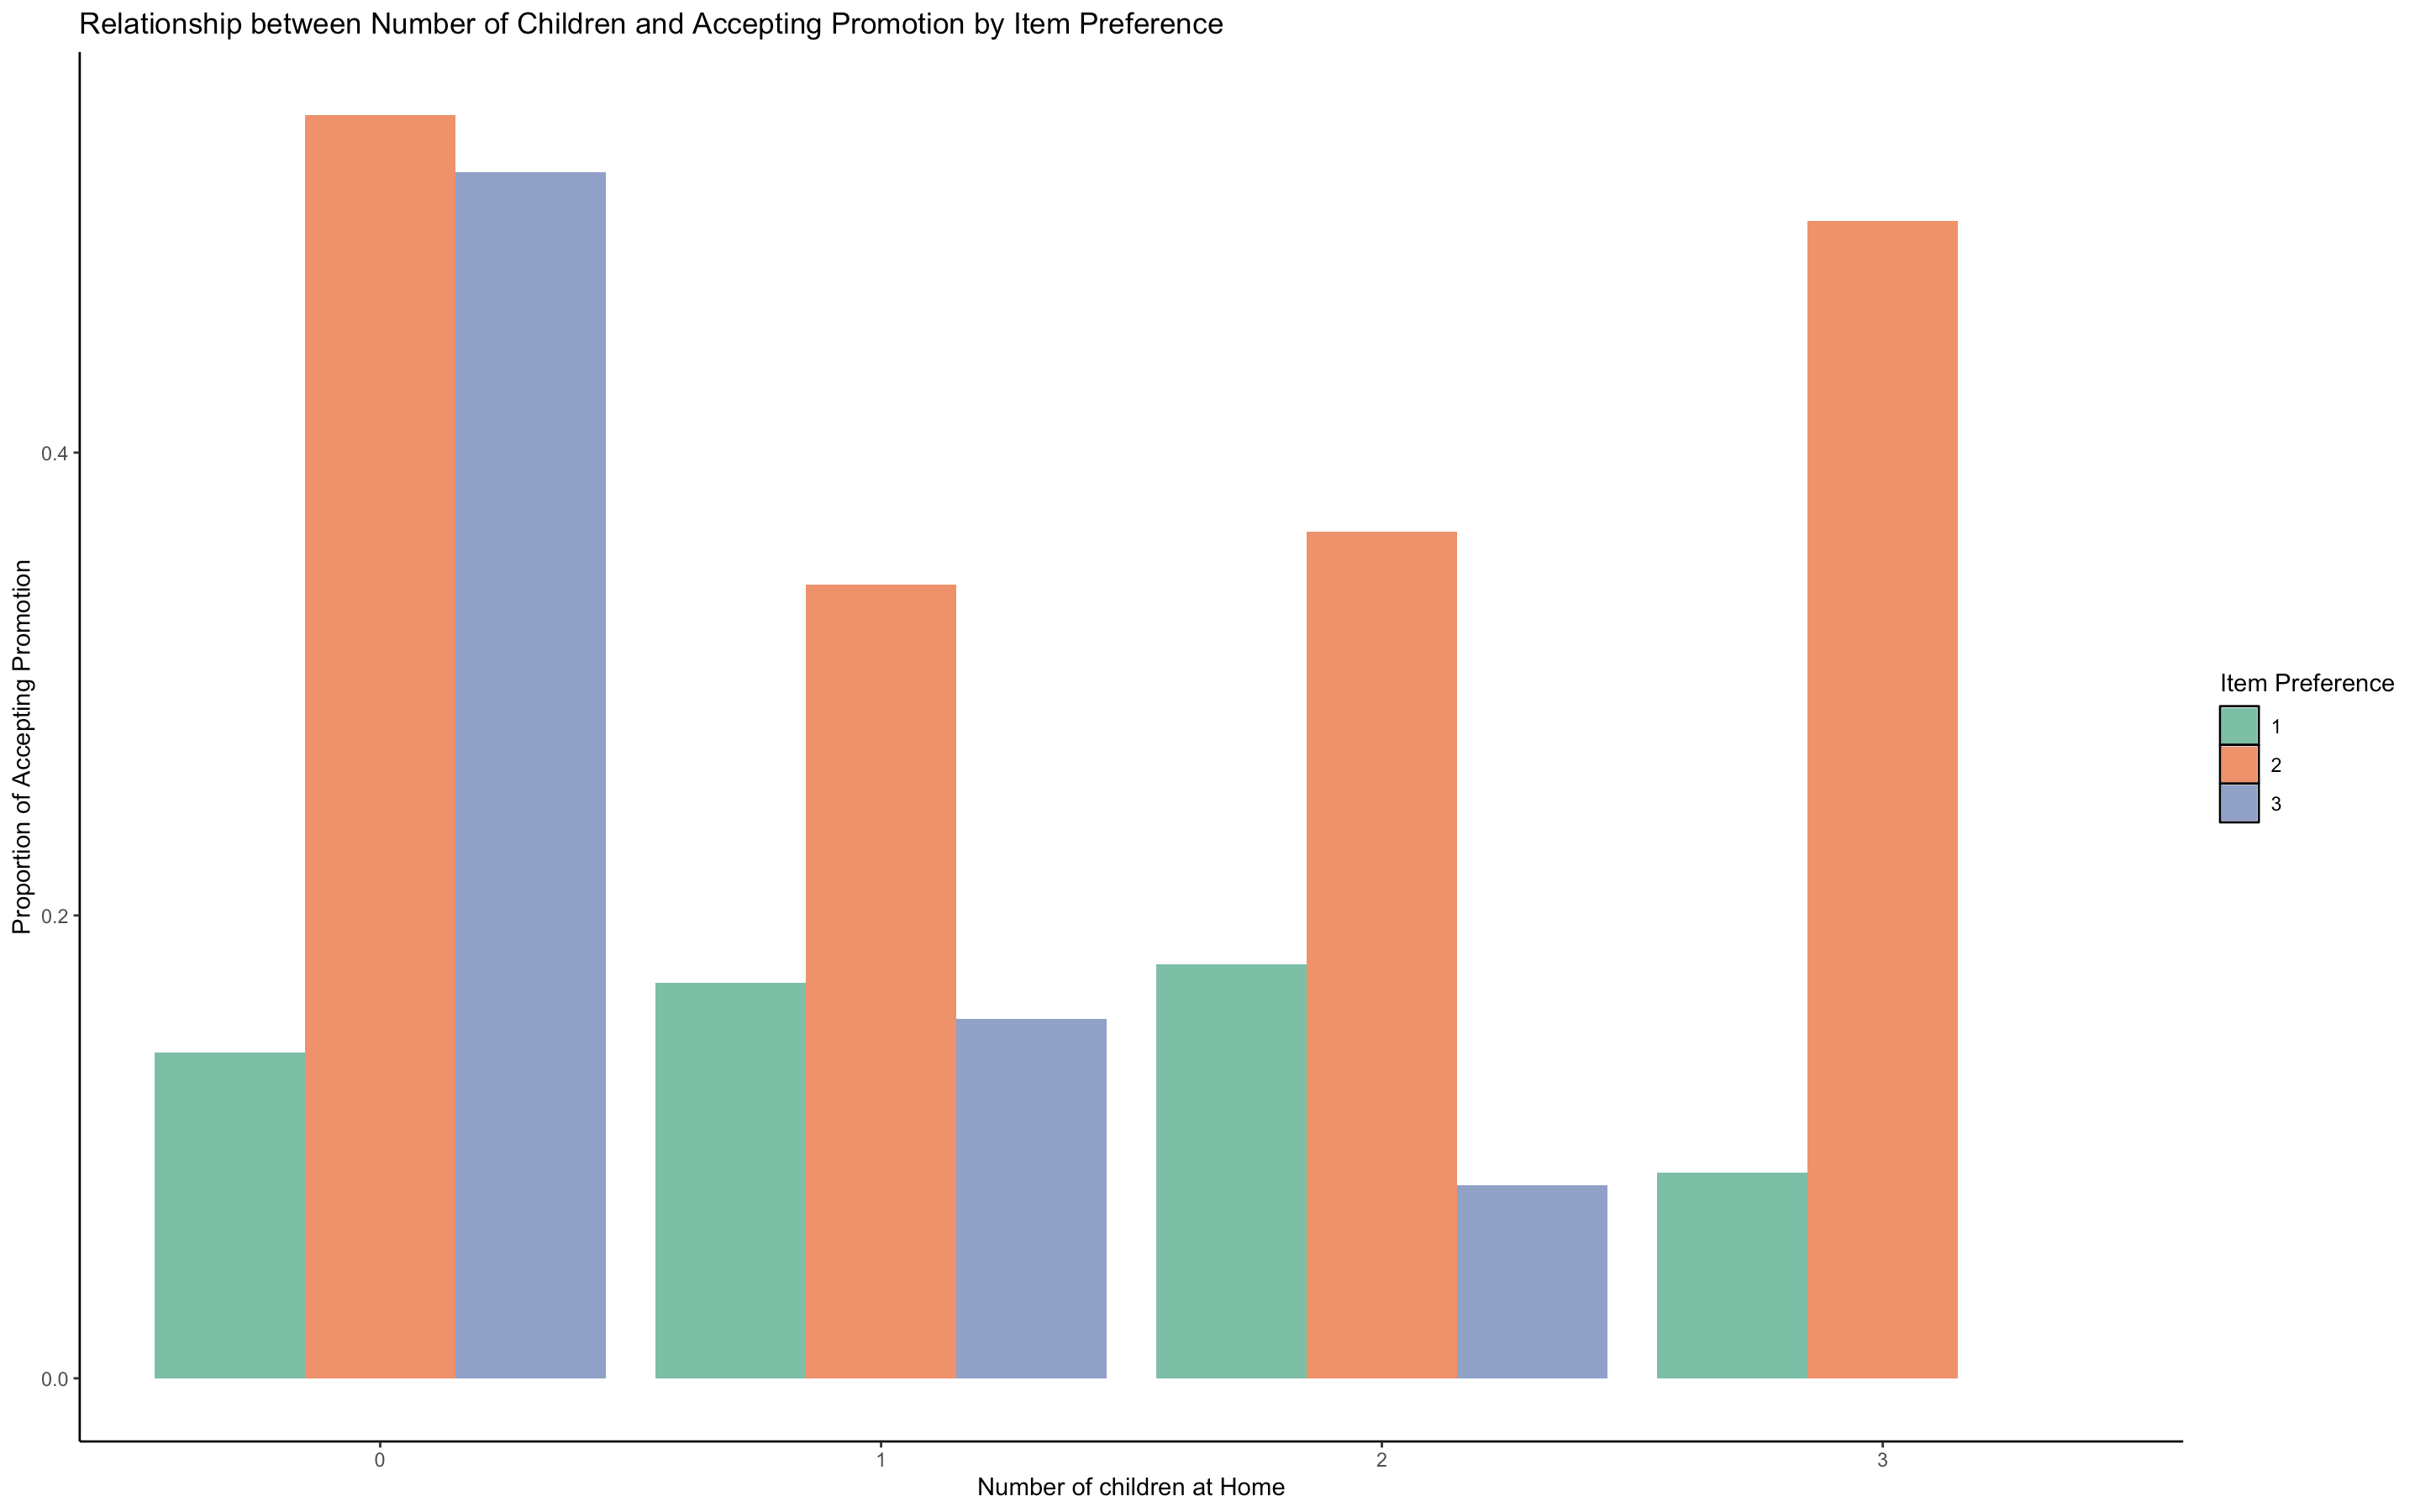 Relationship between Number of Children and Accepting Promotion by Item Preference
Proportion of Accepting Promotion
0.4
0.2
0.0
0
1
2
3
Number of children at Home
Item Preference
1
2
3